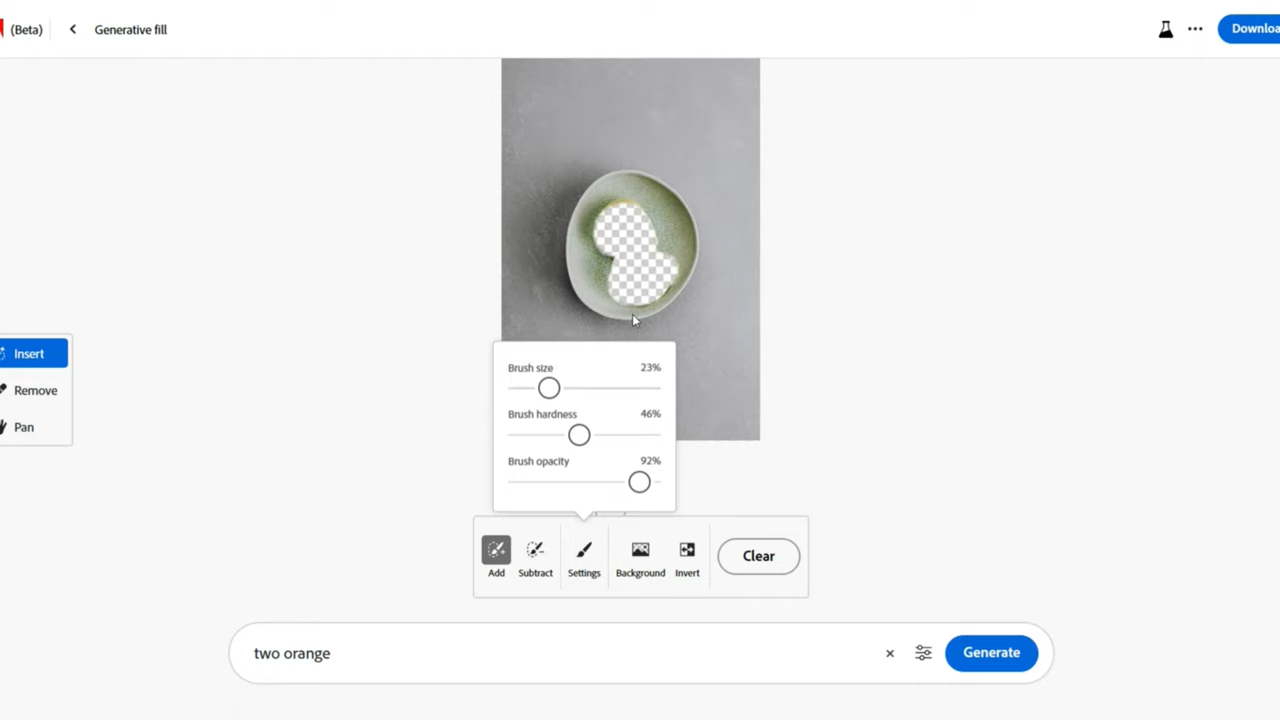 (Beta) Generative fill
Downloa
Insert
Remove
Pan
Brush size 23%
Brush hardness 46%
Brush opacity 92%
Add Subtract Settings Background Invert Clear
two orange Generate